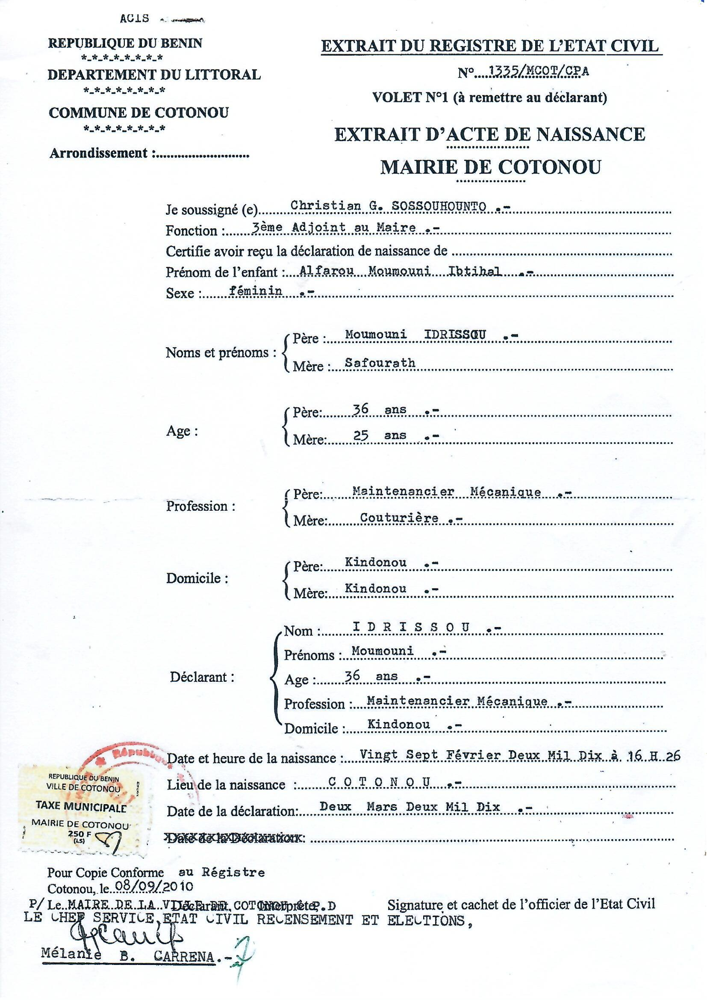 ACIS
REPUBLIQUE DU BENIN
*-*-*-*-*-*-*-*
DEPARTEMENT DU LITTORAL
*-*-*-*-*-*-*-*
COMMUNE DE COTONOU
*-*-*-*-*-*-*-*
Arrondissement :..........................
EXTRAIT DU REGISTRE DE L'ETAT CIVIL
N°....1335/MCOT/CPA
VOLET N°1 (à remettre au déclarant)
EXTRAIT D'ACTE DE NAISSANCE
MAIRIE DE COTONOU
Je soussigné (e)........Christian G. SOSSOUHOUNTO .-
Fonction :.......3ème Adjoint au Maire .-
Certifie avoir reçu la déclaration de naissance de ..........
Prénom de l'enfant :....Alfarou Moumouni Ibtihal .-
Sexe :.......féminin .-
Noms et prénoms :
Père :.....Moumouni IDRISSOU .-
Mère :....Safourath
Age :
Père:........36 ans .-
Mère:.......25 ans .-
Profession :
Père:.......Maintenancier Mécanique .-
Mère:........Couturière .-
Domicile :
Père:.....Kindonou .-
Mère:....Kindonou .-
Déclarant :
Nom :........I D R I S S O U .-
Prénoms :..Moumouni .-
Age :.......36 ans .-
Profession :...Maintenancier Mécanique .-
Domicile :.....Kindonou .-
République
Date et heure de la naissance :....Vingt Sept Février Deux Mil Dix à 16 H 26
Lieu de la naissance :.......C O T O N O U .-
Date de la déclaration:....Deux Mars Deux Mil Dix .-
Date de la Déclaration: ..........
REPUBLIQUE DU BENIN
VILLE DE COTONOU
TAXE MUNICIPALE
MAIRIE DE COTONOU
250 F
(LS)
Pour Copie Conforme au Régistre
Cotonou, le 08/09/2010
P/ Le MAIRE DE LA VILLE DE COTONOU & P.D
Déclarant, Interprète,
Signature et cachet de l'officier de l'Etat Civil
LE CHEF SERVICE ETAT CIVIL RECENSEMENT ET ELECTIONS,
Mélanie B. CARRENA.-